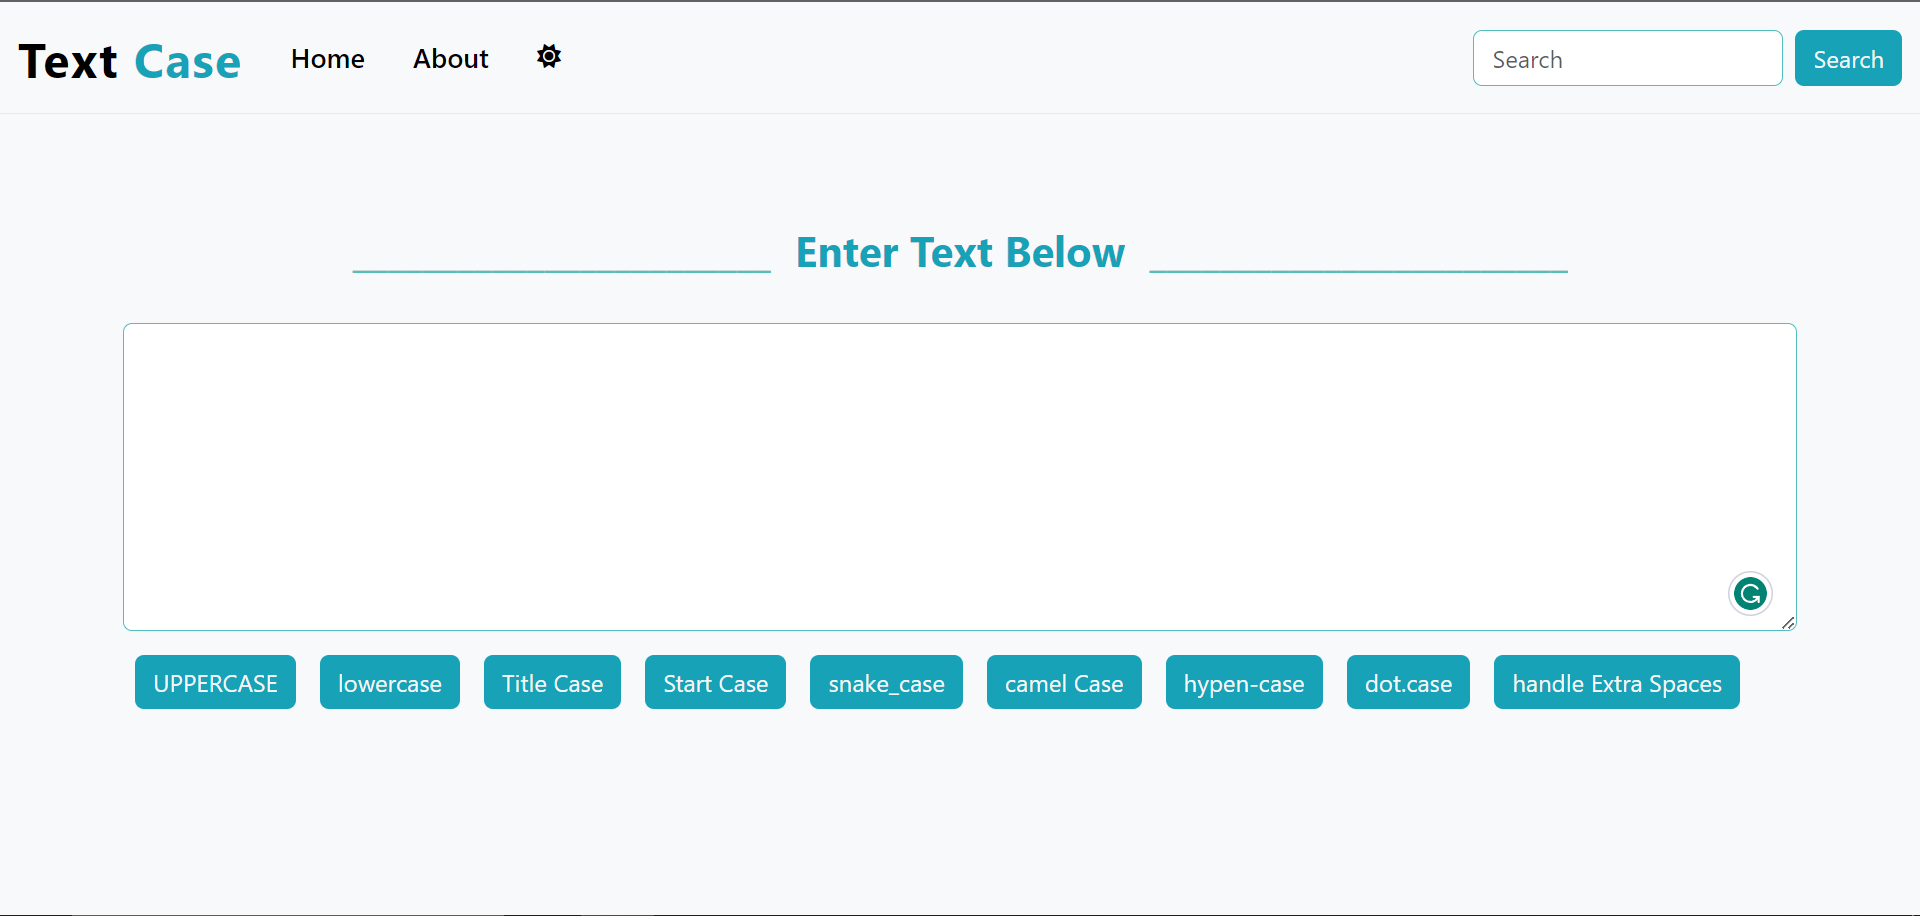 Text Case Home About Search Search
Enter Text Below
UPPERCASE lowercase Title Case Start Case snake_case camel Case hypen-case dot.case handle Extra Spaces